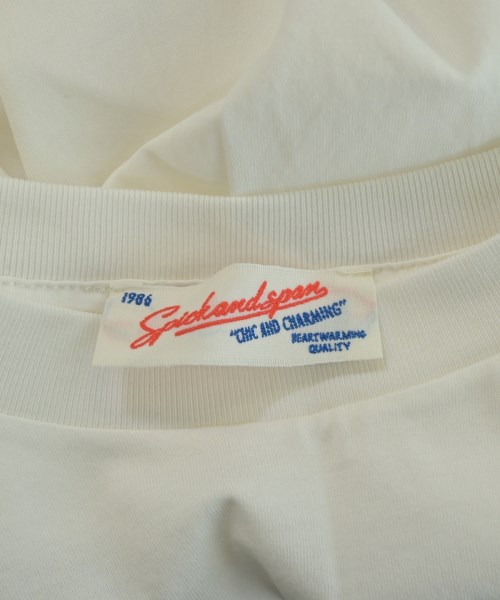 1986
Spickandspan
"CHIC AND CHARMING"
HEARTWARMING
QUALITY